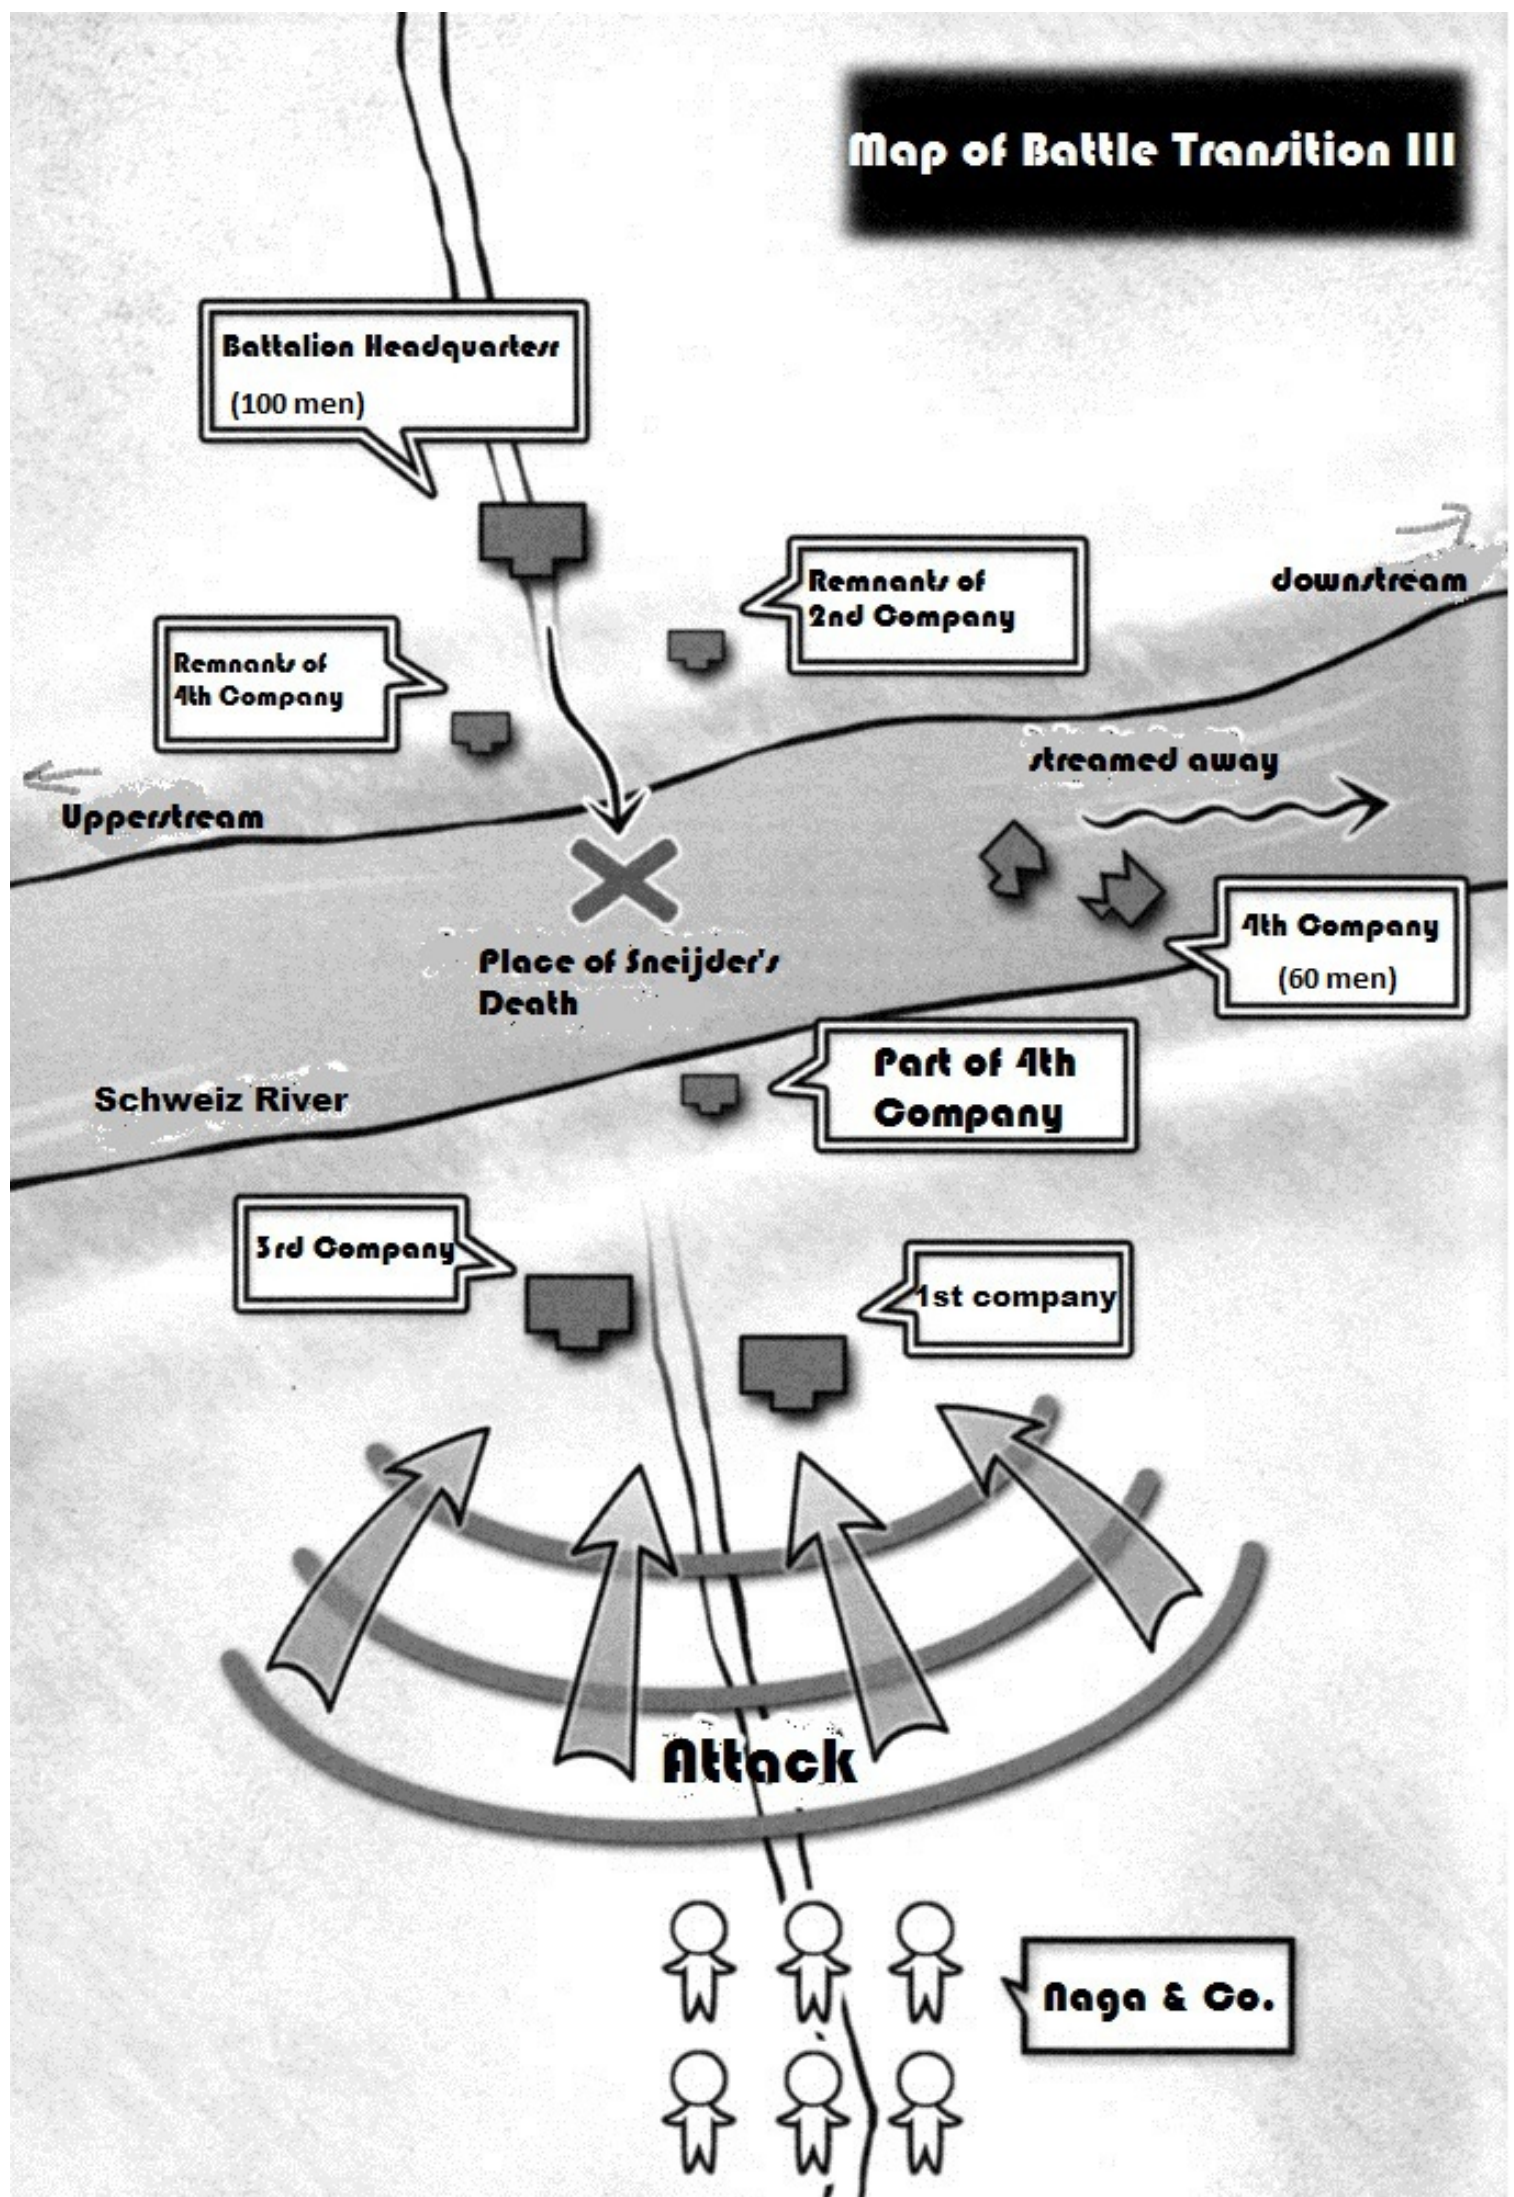 Map of Battle Transition III
Battalion Headquarters
(100 men)
Remnants of
2nd Company
downstream
Remnants of
4th Company
streamed away
Upperstream
4th Company
(60 men)
Place of Sneijder's
Death
Part of 4th
Company
Schweiz River
3rd Company
1st company
Attack
Naga & Co.